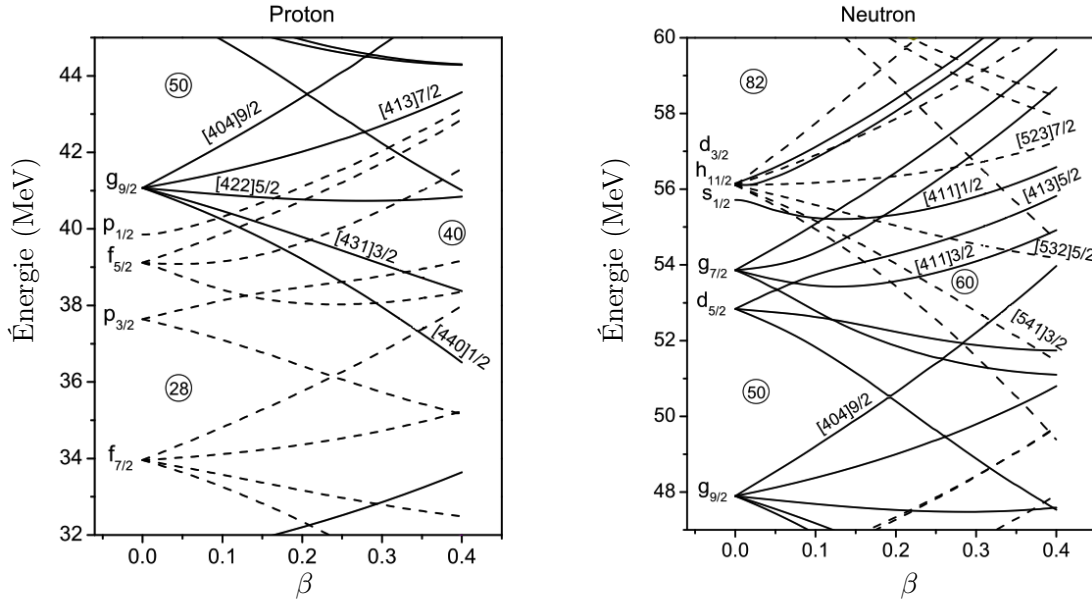 Proton
Énergie (MeV)
44
42
40
38
36
34
32
g9/2
p1/2
f5/2
p3/2
f7/2
50
40
28
[404]9/2
[413]7/2
[422]5/2
[431]3/2
[440]1/2
0.0 0.1 0.2 0.3 0.4
β
Neutron
Énergie (MeV)
60
58
56
54
52
50
48
d3/2
h11/2
s1/2
g7/2
d5/2
g9/2
82
60
50
[523]7/2
[411]1/2
[413]5/2
[411]3/2
[532]5/2
[541]3/2
[404]9/2
0.0 0.1 0.2 0.3 0.4
β